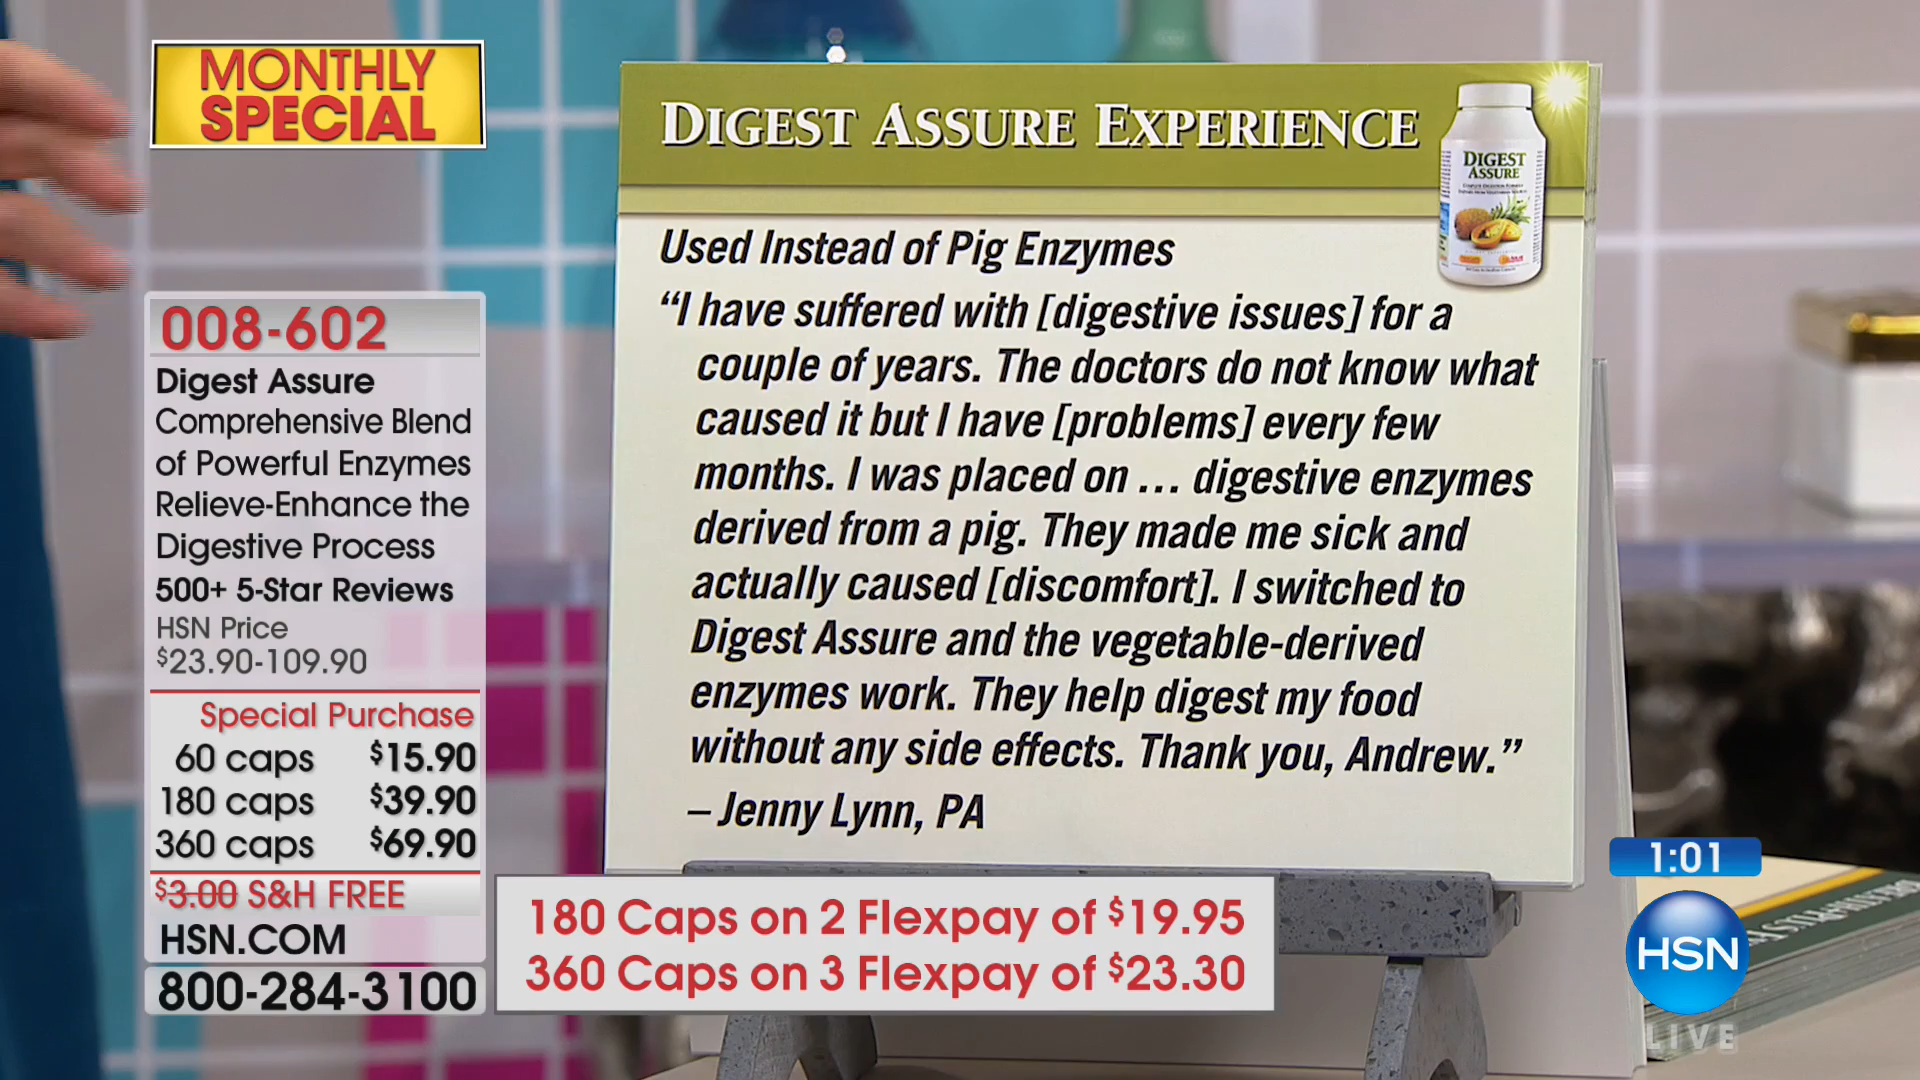 MONTHLY
SPECIAL
008-602
Digest Assure
Comprehensive Blend
of Powerful Enzymes
Relieve-Enhance the
Digestive Process
500+ 5-Star Reviews
HSN Price
$23.90-109.90
Special Purchase
60 caps $15.90
180 caps $39.90
360 caps $69.90
$3.00 S&H FREE
HSN.COM
800-284-3100
DIGEST ASSURE EXPERIENCE
DIGEST
ASSURE
Used Instead of Pig Enzymes
“I have suffered with [digestive issues] for a
couple of years. The doctors do not know what
caused it but I have [problems] every few
months. I was placed on ... digestive enzymes
derived from a pig. They made me sick and
actually caused [discomfort]. I switched to
Digest Assure and the vegetable-derived
enzymes work. They help digest my food
without any side effects. Thank you, Andrew.”
– Jenny Lynn, PA
180 Caps on 2 Flexpay of $19.95
360 Caps on 3 Flexpay of $23.30
1:01
HSN
LIVE